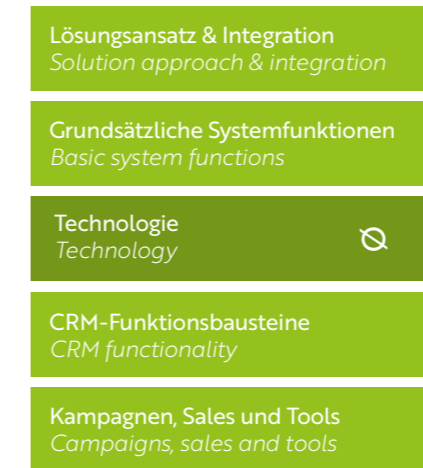 Lösungsansatz & Integration
Solution approach & integration
Grundsätzliche Systemfunktionen
Basic system functions
Technologie
Technology
CRM-Funktionsbausteine
CRM functionality
Kampagnen, Sales und Tools
Campaigns, sales and tools